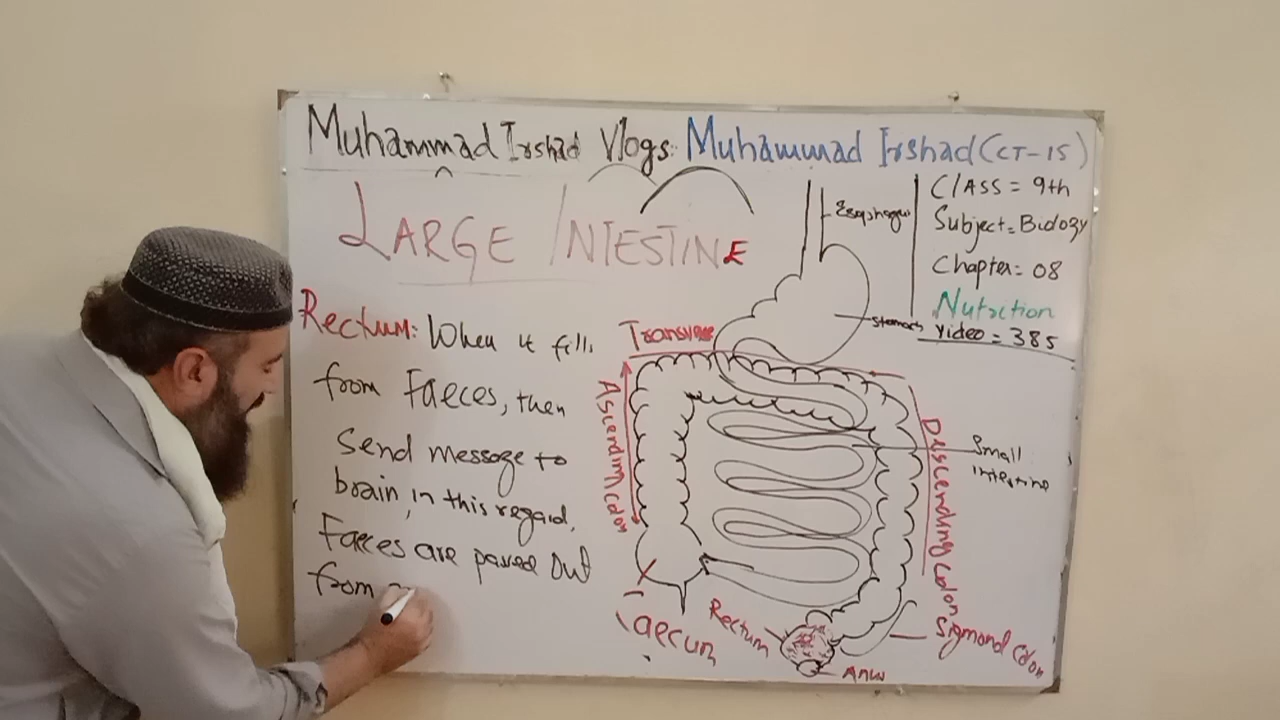 Muhammad Irshad Vlogs: Muhammad Irshad (CT-15)
LARGE INTESTINE
CLASS = 9th
Subject = Biology
Chapter = 08
Nutrition
Video = 385
Esophagus
Stomach
Rectum: When it fills
from Faeces, then
Send message to
brain, in this regard,
Faeces are passed out
from
Transverse
Ascending Colon
Descending Colon
Small
intestine
Caecum
Rectum
Anus
Sigmond Colon